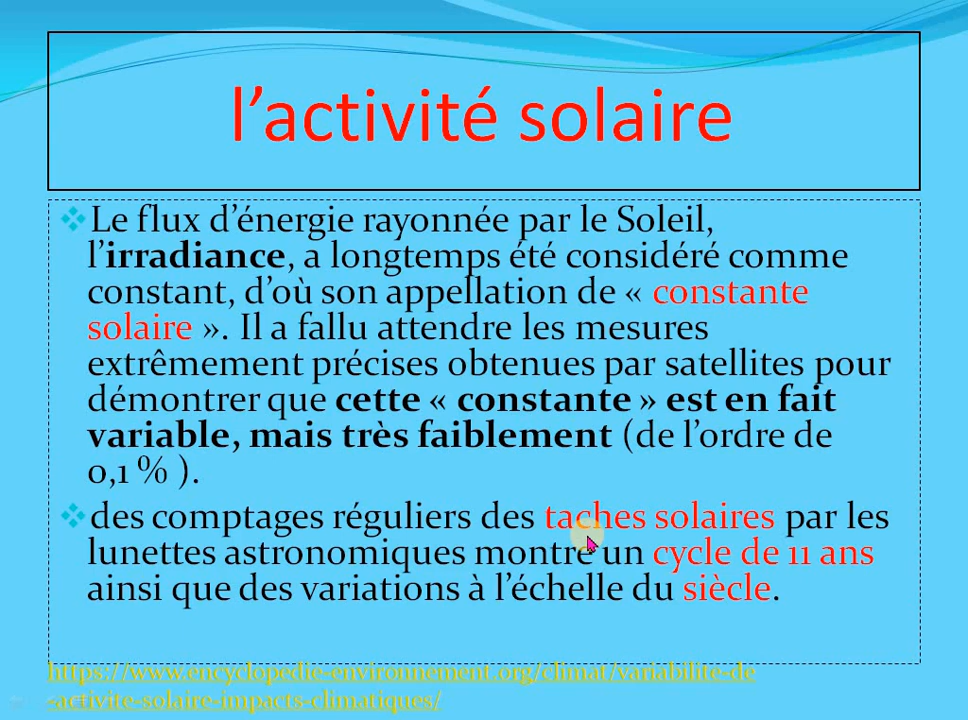 l’activité solaire
❖Le flux d’énergie rayonnée par le Soleil,
l’irradiance, a longtemps été considéré comme
constant, d’où son appellation de « constante
solaire ». Il a fallu attendre les mesures
extrêmement précises obtenues par satellites pour
démontrer que cette « constante » est en fait
variable, mais très faiblement (de l’ordre de
0,1 % ).
❖des comptages réguliers des taches solaires par les
lunettes astronomiques montre un cycle de 11 ans
ainsi que des variations à l’échelle du siècle.
https://www.encyclopedie-environnement.org/climat/variabilite-de
-activite-solaire-impacts-climatiques/